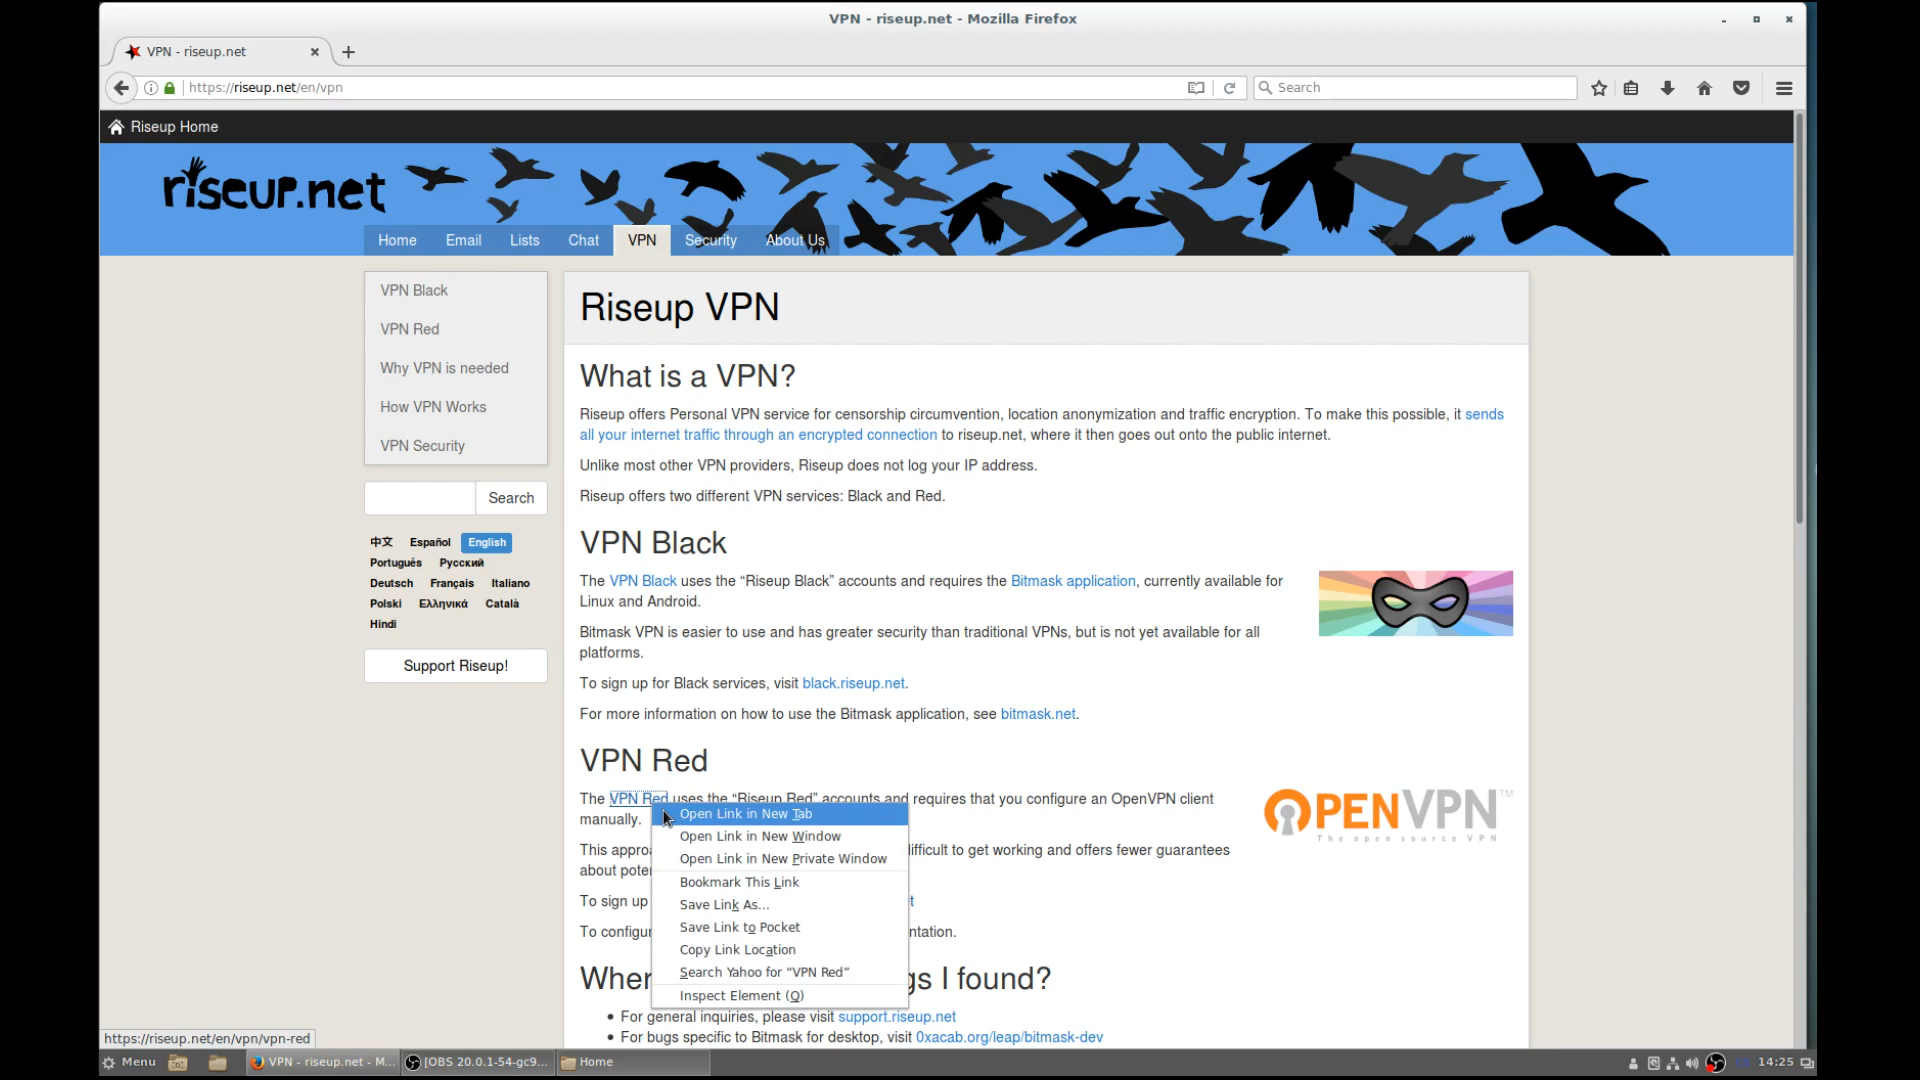 VPN - riseup.net - Mozilla Firefox
VPN - riseup.net
https://riseup.net/en/vpn
Search
Riseup Home
riseup.net
Home Email Lists Chat VPN Security About Us
VPN Black
VPN Red
Why VPN is needed
How VPN Works
VPN Security
Search
中文 Español English
Português Русский
Deutsch Français Italiano
Polski Ελληνικά Català
Hindi
Support Riseup!
Riseup VPN
What is a VPN?
Riseup offers Personal VPN service for censorship circumvention, location anonymization and traffic encryption. To make this possible, it sends
all your internet traffic through an encrypted connection to riseup.net, where it then goes out onto the public internet.
Unlike most other VPN providers, Riseup does not log your IP address.
Riseup offers two different VPN services: Black and Red.
VPN Black
The VPN Black uses the “Riseup Black” accounts and requires the Bitmask application, currently available for
Linux and Android.
Bitmask VPN is easier to use and has greater security than traditional VPNs, but is not yet available for all
platforms.
To sign up for Black services, visit black.riseup.net.
For more information on how to use the Bitmask application, see bitmask.net.
VPN Red
The VPN Red uses the “Riseup Red” accounts and requires that you configure an OpenVPN client
manually.
OPENVPN™
The open source VPN
This approa
ifficult to get working and offers fewer guarantees
about poten
To sign up
t
To configur
ntation.
Wher
gs I found?
Open Link in New Tab
Open Link in New Window
Open Link in New Private Window
Bookmark This Link
Save Link As...
Save Link to Pocket
Copy Link Location
Search Yahoo for “VPN Red”
Inspect Element (Q)
• For general inquiries, please visit support.riseup.net
• For bugs specific to Bitmask for desktop, visit 0xacab.org/leap/bitmask-dev
https://riseup.net/en/vpn/vpn-red
Menu
VPN - riseup.net - M...
[OBS 20.0.1-54-gc9...
Home
14:25